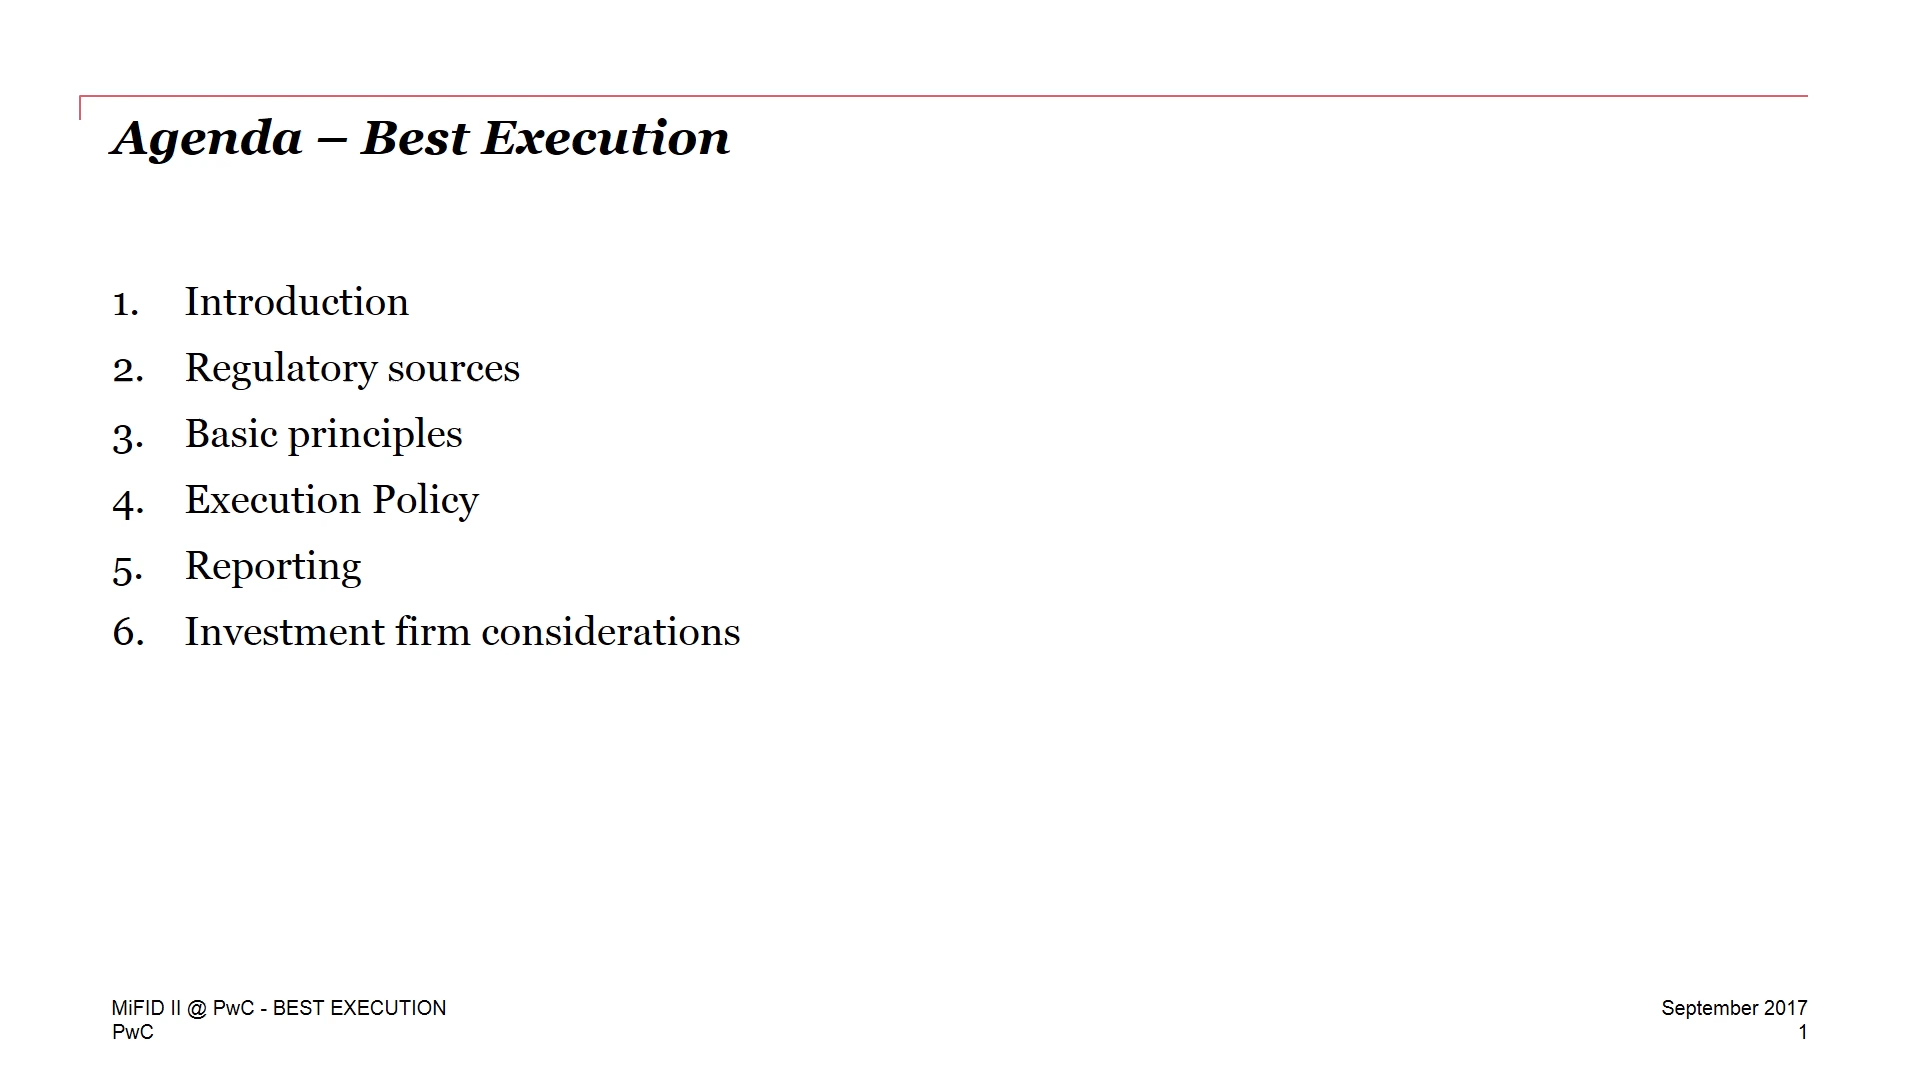 Agenda – Best Execution
1. Introduction
2. Regulatory sources
3. Basic principles
4. Execution Policy
5. Reporting
6. Investment firm considerations
MiFID II @ PwC - BEST EXECUTION
PwC
September 2017
1